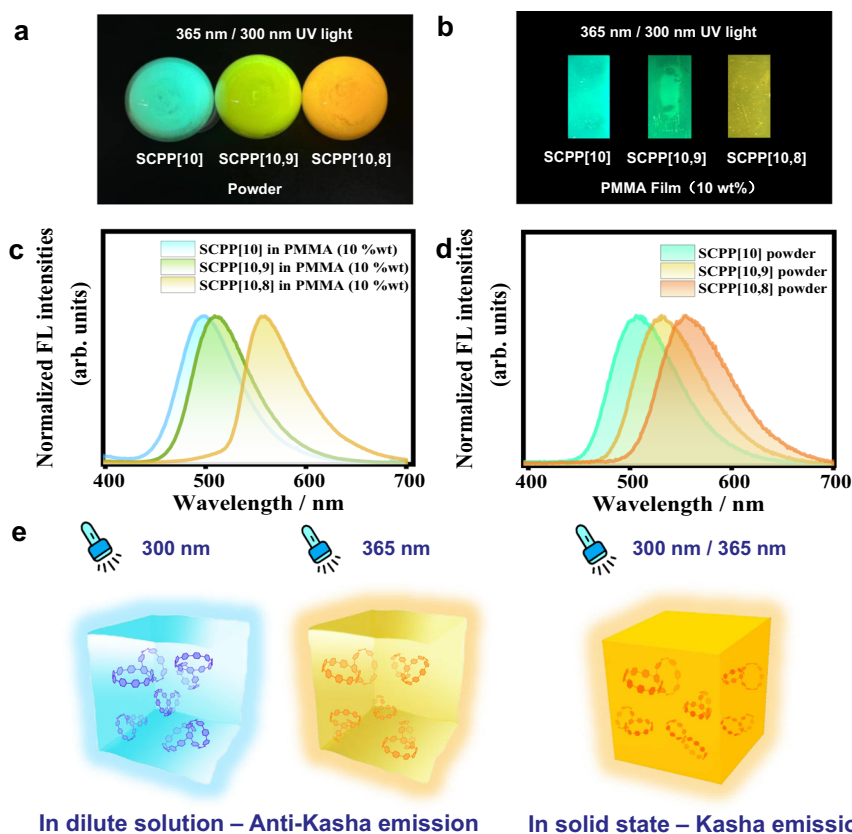 a
365 nm / 300 nm UV light
SCPP[10] SCPP[10,9] SCPP[10,8]
Powder
b
365 nm / 300 nm UV light
SCPP[10] SCPP[10,9] SCPP[10,8]
PMMA Film（10 wt%）
c
Normalized FL intensities
(arb. units)
SCPP[10] in PMMA (10 %wt)
SCPP[10,9] in PMMA (10 %wt)
SCPP[10,8] in PMMA (10 %wt)
400 500 600 700
Wavelength / nm
d
Normalized FL intensities
(arb. units)
SCPP[10] powder
SCPP[10,9] powder
SCPP[10,8] powder
400 500 600 700
Wavelength / nm
e
300 nm
365 nm
300 nm / 365 nm
In dilute solution – Anti-Kasha emission
In solid state – Kasha emissio